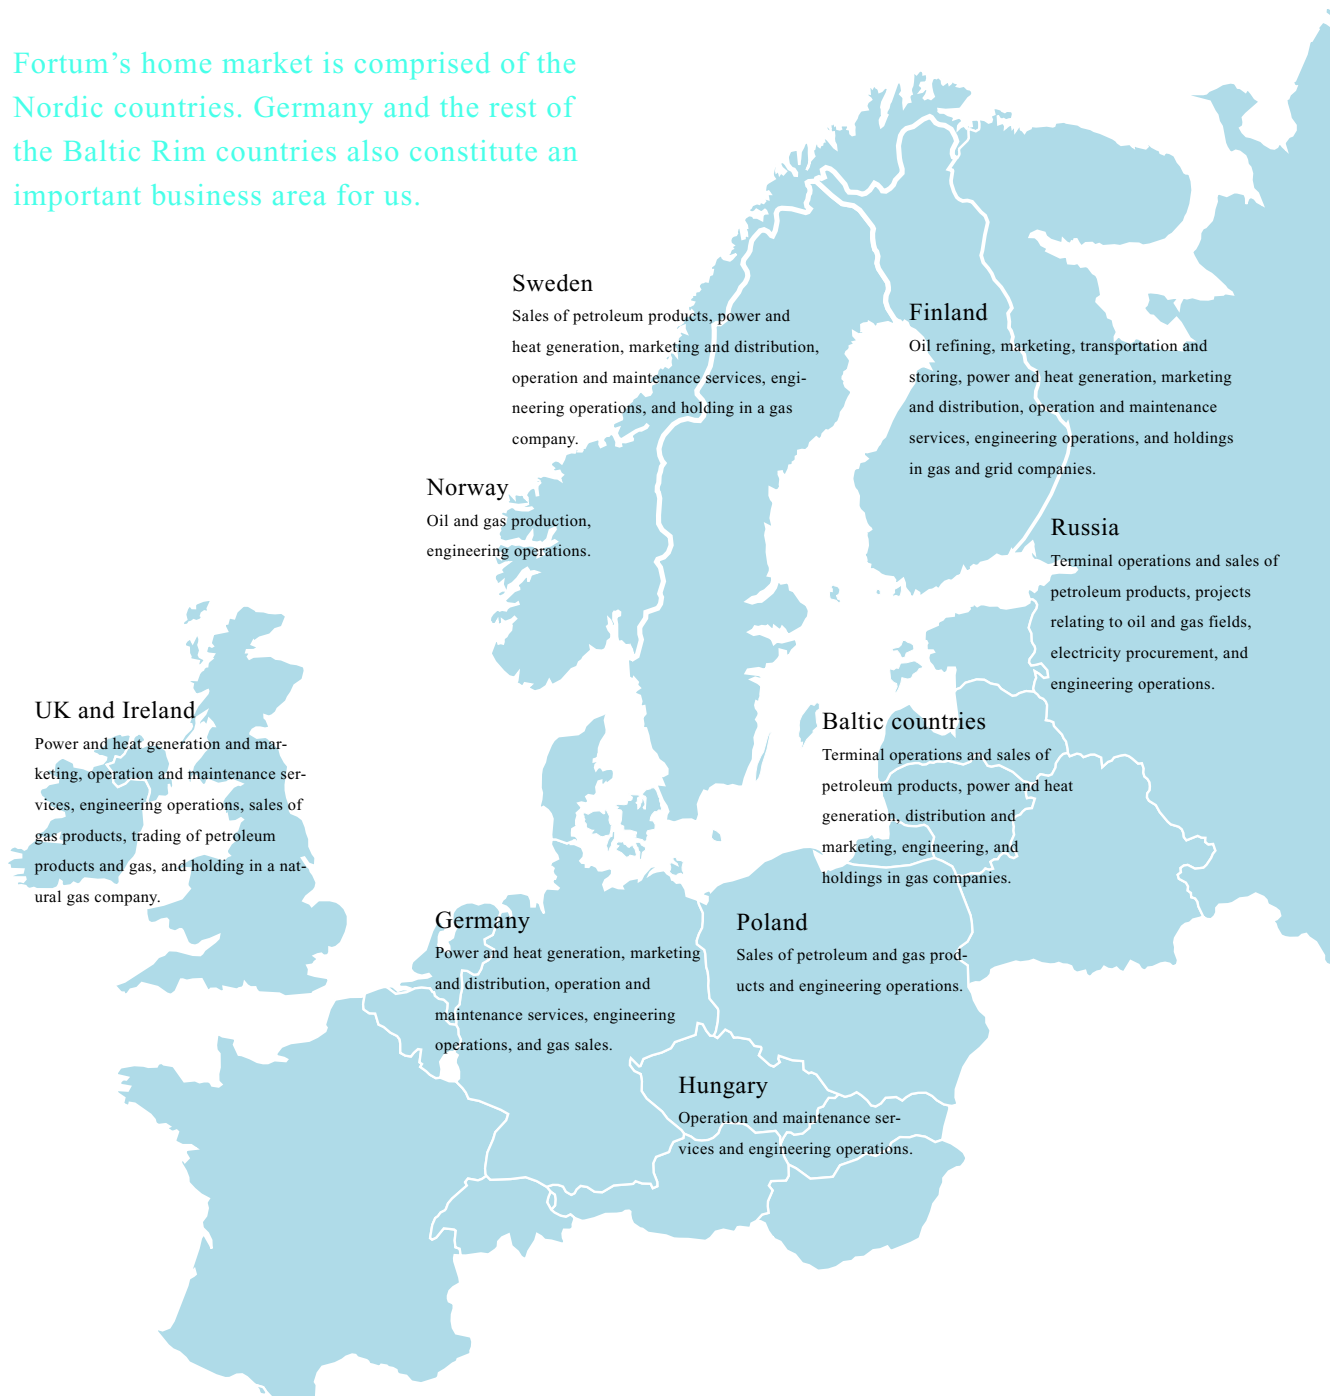 Fortum’s home market is comprised of the
Nordic countries. Germany and the rest of
the Baltic Rim countries also constitute an
important business area for us.
Sweden
Sales of petroleum products, power and
heat generation, marketing and distribution,
operation and maintenance services, engi-
neering operations, and holding in a gas
company.
Finland
Oil refining, marketing, transportation and
storing, power and heat generation, marketing
and distribution, operation and maintenance
services, engineering operations, and holdings
in gas and grid companies.
Norway
Oil and gas production,
engineering operations.
Russia
Terminal operations and sales of
petroleum products, projects
relating to oil and gas fields,
electricity procurement, and
engineering operations.
UK and Ireland
Power and heat generation and mar-
keting, operation and maintenance ser-
vices, engineering operations, sales of
gas products, trading of petroleum
products and gas, and holding in a nat-
ural gas company.
Baltic countries
Terminal operations and sales of
petroleum products, power and heat
generation, distribution and
marketing, engineering, and
holdings in gas companies.
Germany
Power and heat generation, marketing
and distribution, operation and
maintenance services, engineering
operations, and gas sales.
Poland
Sales of petroleum and gas prod-
ucts and engineering operations.
Hungary
Operation and maintenance ser-
vices and engineering operations.